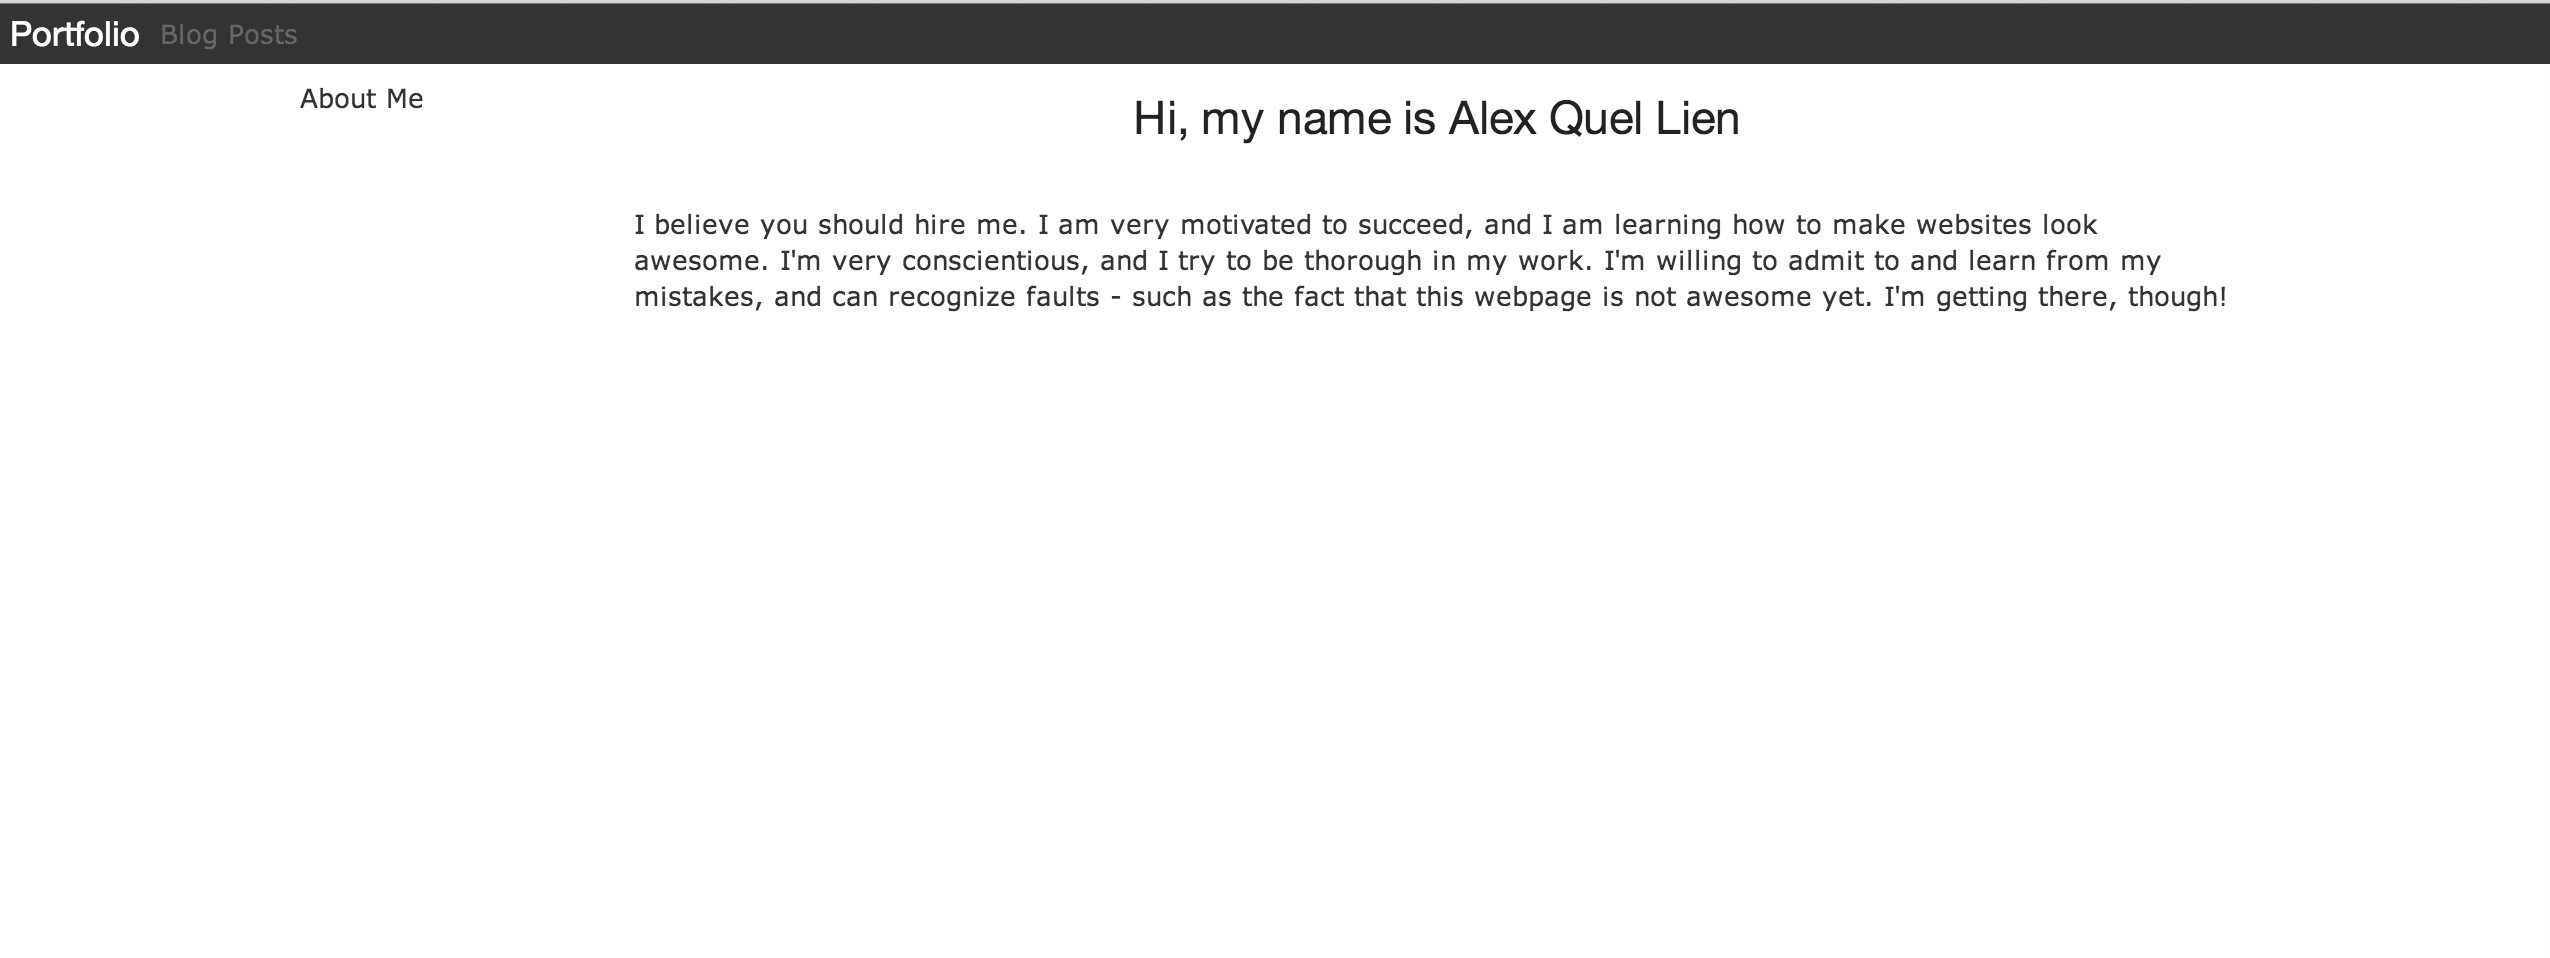 Portfolio Blog Posts
About Me
Hi, my name is Alex Quel Lien
I believe you should hire me. I am very motivated to succeed, and I am learning how to make websites look
awesome. I'm very conscientious, and I try to be thorough in my work. I'm willing to admit to and learn from my
mistakes, and can recognize faults - such as the fact that this webpage is not awesome yet. I'm getting there, though!